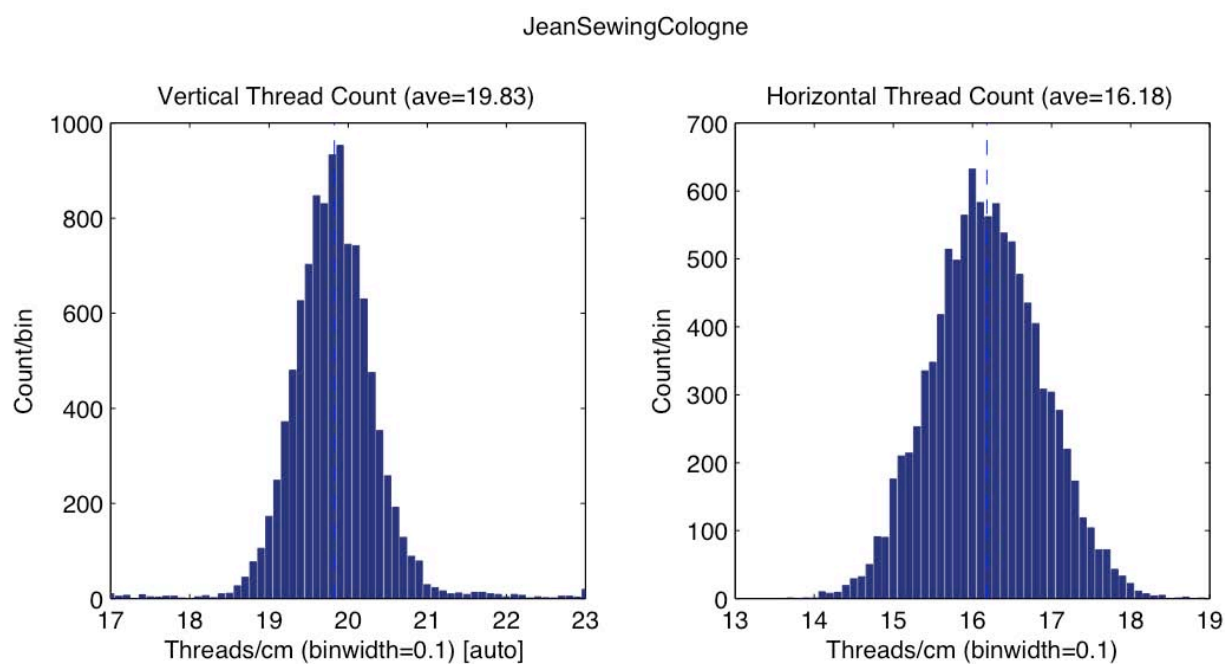 JeanSewingCologne
Vertical Thread Count (ave=19.83)
1000
800
600
400
200
0
Count/bin
17 18 19 20 21 22 23
Threads/cm (binwidth=0.1) [auto]
Horizontal Thread Count (ave=16.18)
700
600
500
400
300
200
100
0
Count/bin
13 14 15 16 17 18 19
Threads/cm (binwidth=0.1)